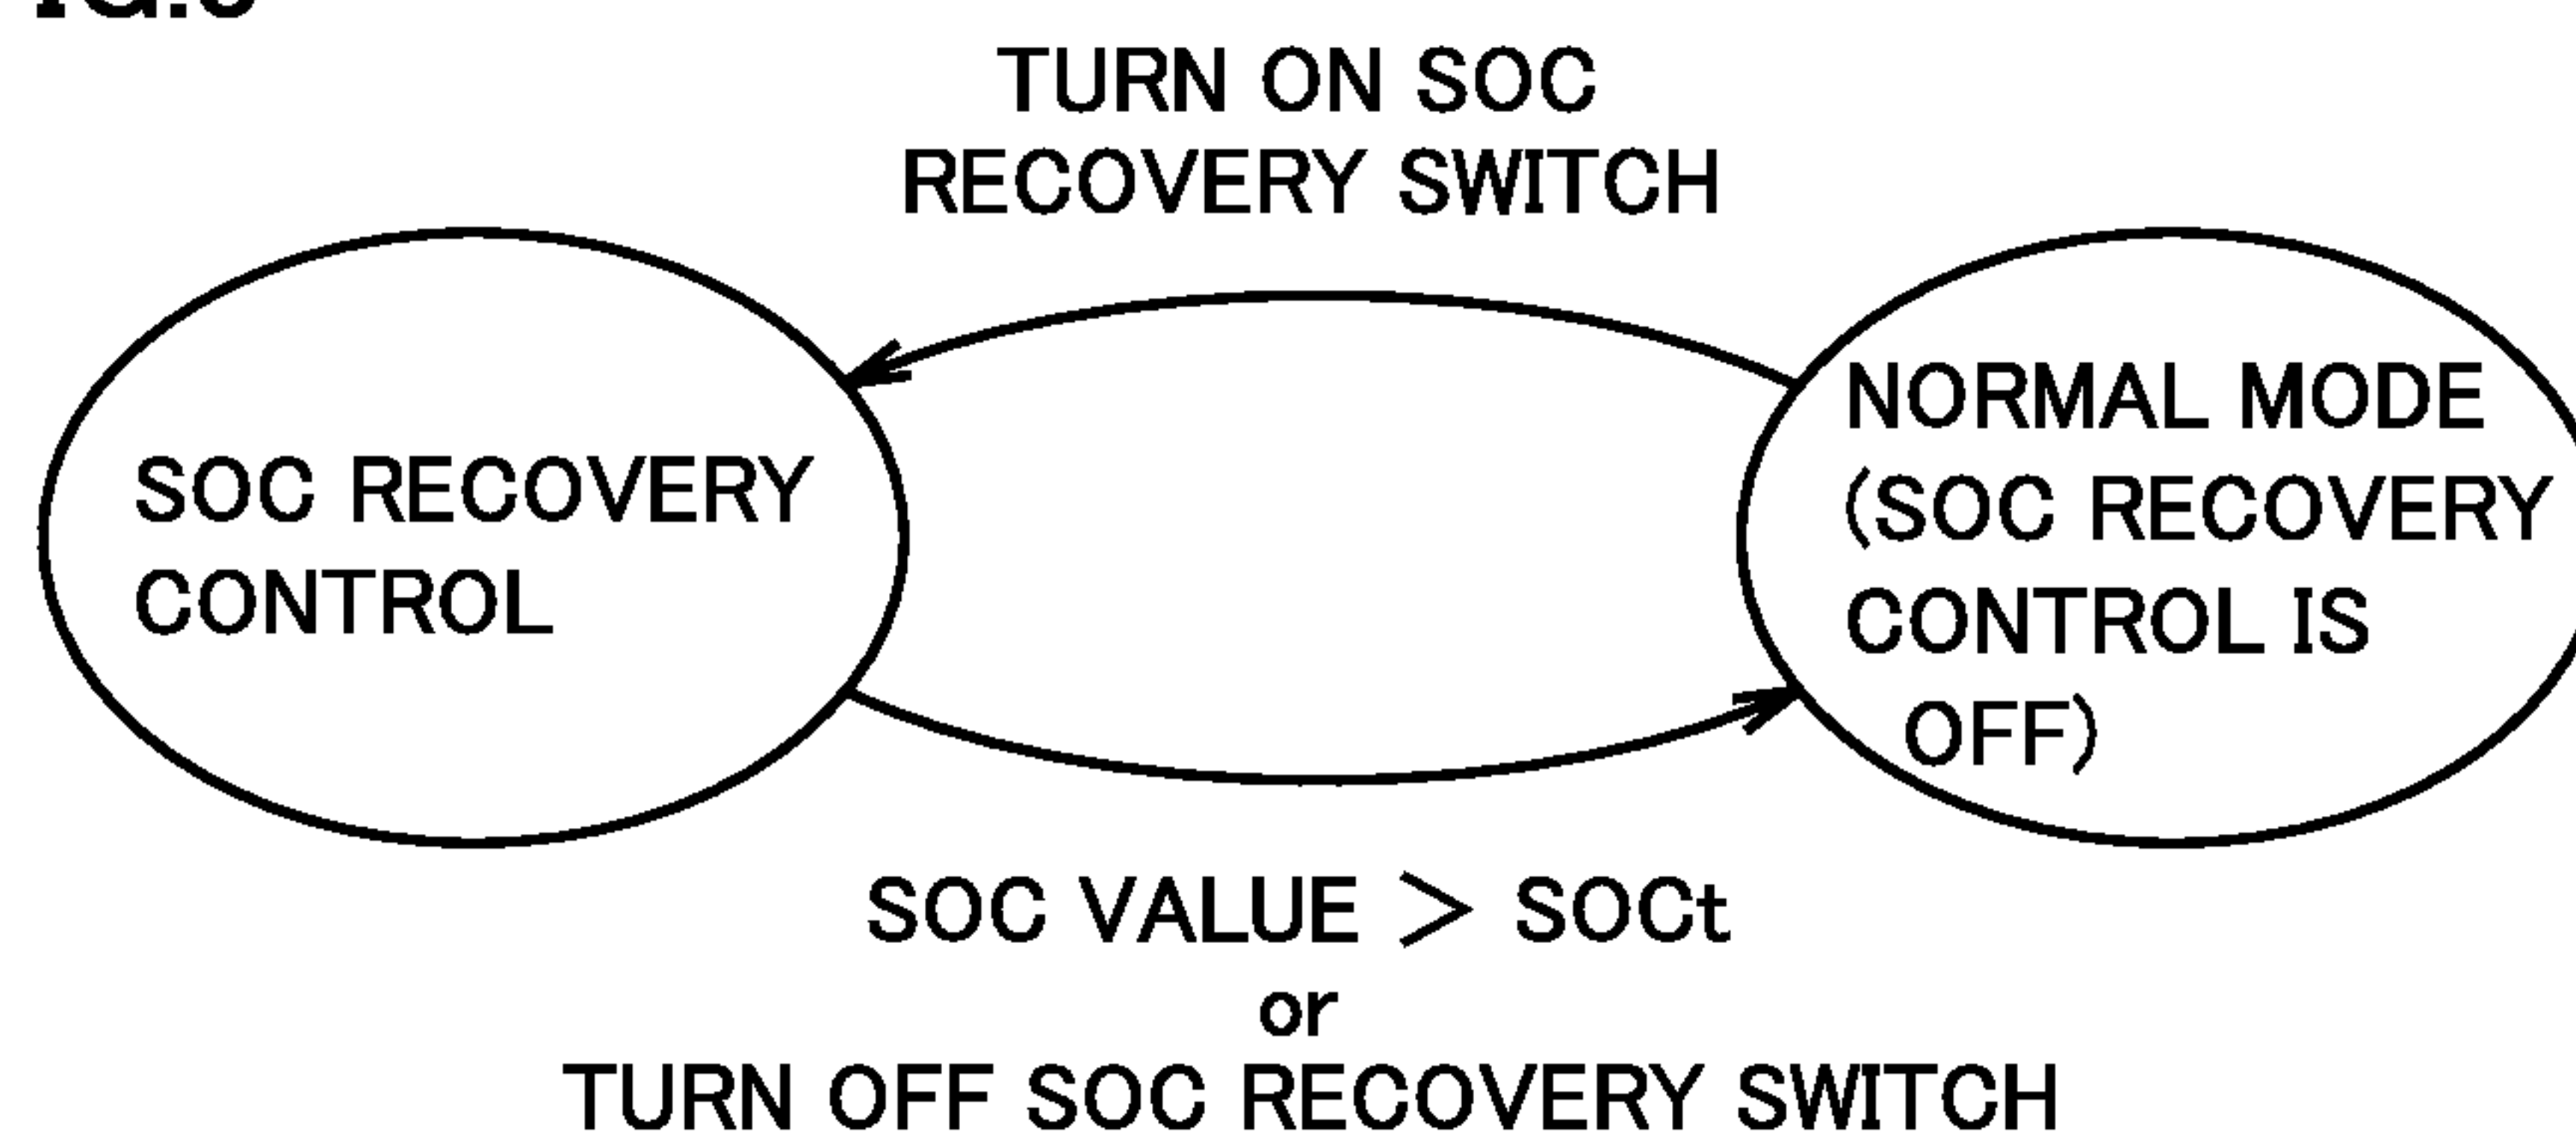 TURN ON SOC
RECOVERY SWITCH
SOC RECOVERY
CONTROL
NORMAL MODE
(SOC RECOVERY
CONTROL IS
OFF)
SOC VALUE > SOCt
or
TURN OFF SOC RECOVERY SWITCH